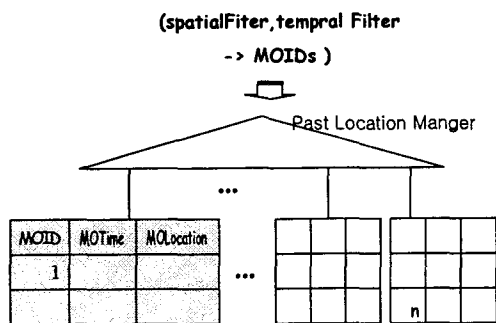 (spatialFiter,tempral Filter
-> MOIDs )
Past Location Manger
...
MOID MOTime MOLocation
1
...
n